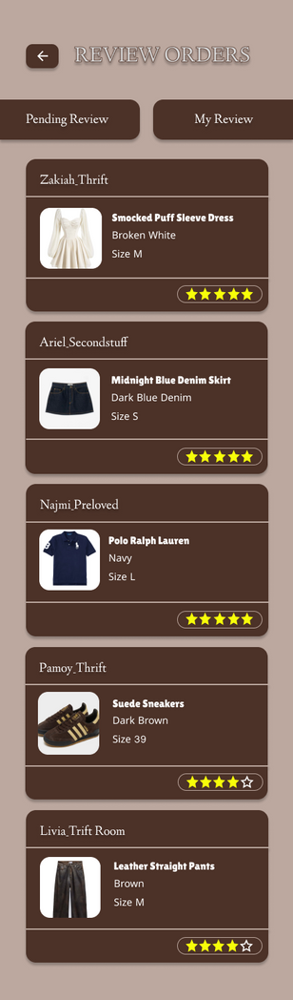 REVIEW ORDERS
Pending Review
My Review
Zakiah_Thrift
Smocked Puff Sleeve Dress
Broken White
Size M
Ariel_Secondstuff
Midnight Blue Denim Skirt
Dark Blue Denim
Size S
Najmi_Preloved
Polo Ralph Lauren
Navy
Size L
Pamoy_Thrift
Suede Sneakers
Dark Brown
Size 39
Livia_Trift Room
Leather Straight Pants
Brown
Size M